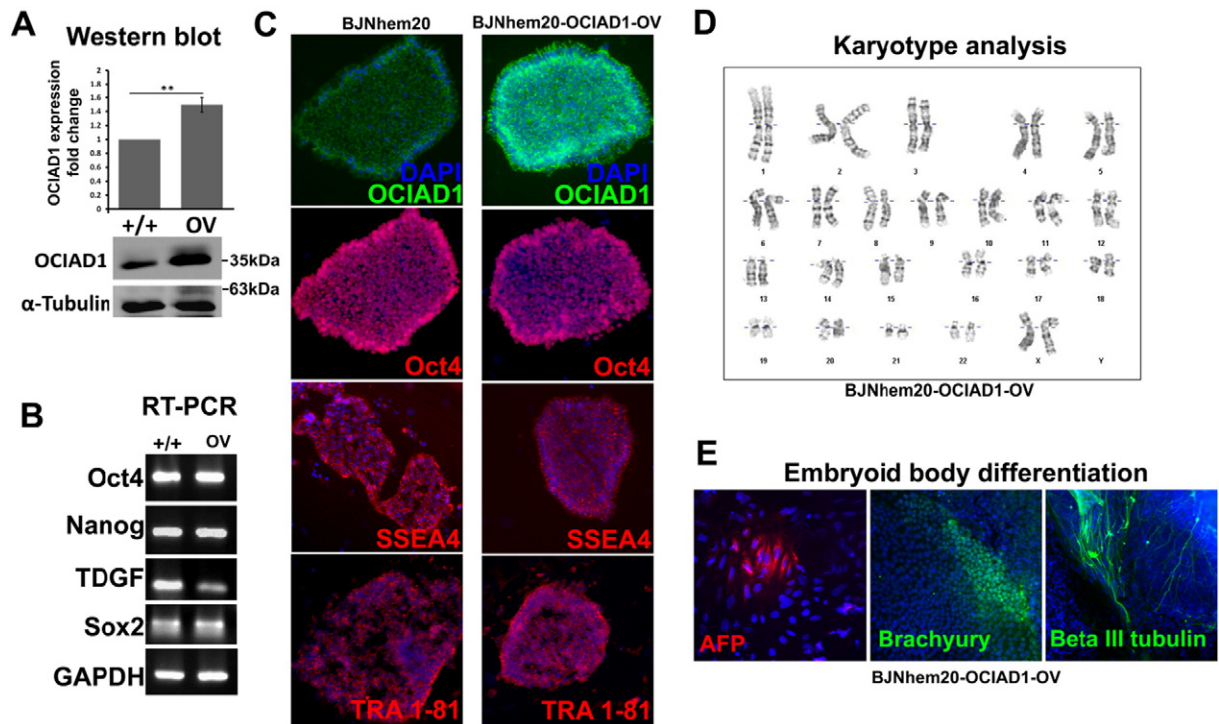 A
Western blot
OCIAD1 expression
fold change
2
1.8
1.6
1.4
1.2
1
0.8
0.6
0.4
0.2
0
**
+/+ OV
OCIAD1
-35kDa
-63kDa
α-Tubulin
B
RT-PCR
+/+ OV
Oct4
Nanog
TDGF
Sox2
GAPDH
C
BJNhem20
BJNhem20-OCIAD1-OV
DAPI
OCIAD1
DAPI
OCIAD1
Oct4
Oct4
SSEA4
SSEA4
TRA 1-81
TRA 1-81
D
Karyotype analysis
1 2 3 4 5
6 7 8 9 10 11 12
13 14 15 16 17 18
19 20 21 22 X Y
BJNhem20-OCIAD1-OV
E
Embryoid body differentiation
AFP
Brachyury
Beta III tubulin
BJNhem20-OCIAD1-OV